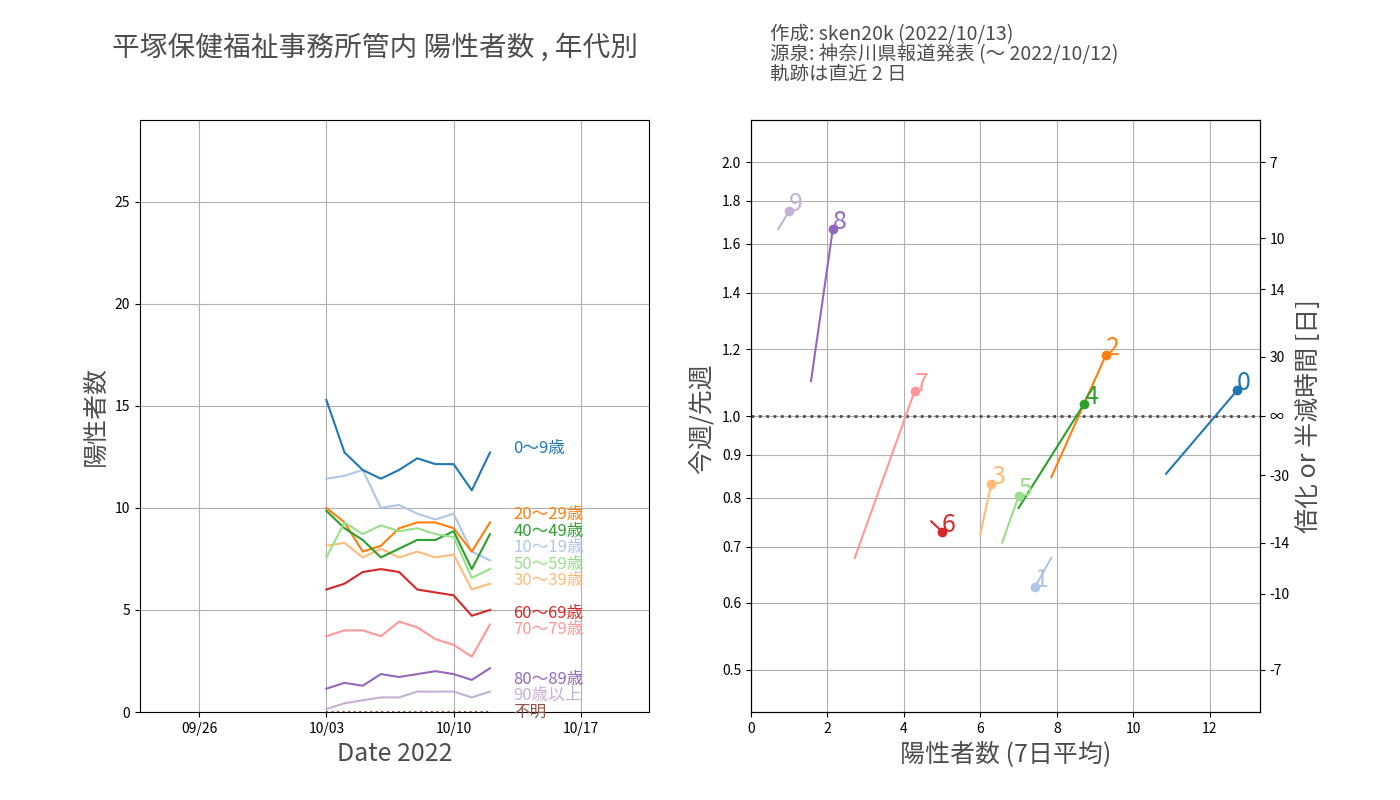 平塚保健福祉事務所管内 陽性者数 , 年代別
作成: sken20k (2022/10/13)
源泉: 神奈川県報道発表 (〜 2022/10/12)
軌跡は直近 2 日
陽性者数
25
20
15
10
5
0
09/26
10/03
10/10
10/17
Date 2022
0〜9歳
20〜29歳
40〜49歳
10〜19歳
50〜59歳
30〜39歳
60〜69歳
70〜79歳
80〜89歳
90歳以上
不明
今週/先週
2.0
1.8
1.6
1.4
1.2
1.0
0.9
0.8
0.7
0.6
0.5
9
8
2
7
0
4
3
5
6
1
0
2
4
6
8
10
12
陽性者数 (7日平均)
7
10
14
30
∞
-30
-14
-10
-7
倍化 or 半減時間 [日]